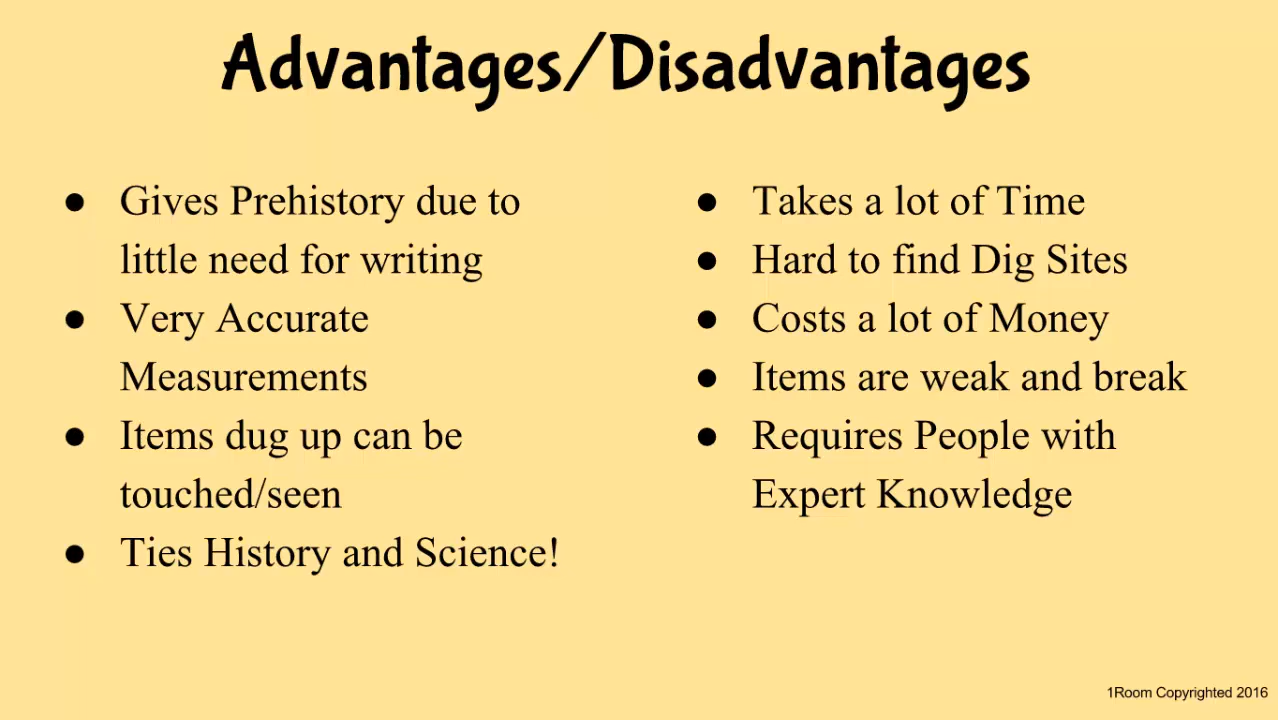 Advantages/Disadvantages
● Gives Prehistory due to
little need for writing
● Very Accurate
Measurements
● Items dug up can be
touched/seen
● Ties History and Science!
● Takes a lot of Time
● Hard to find Dig Sites
● Costs a lot of Money
● Items are weak and break
● Requires People with
Expert Knowledge
1Room Copyrighted 2016